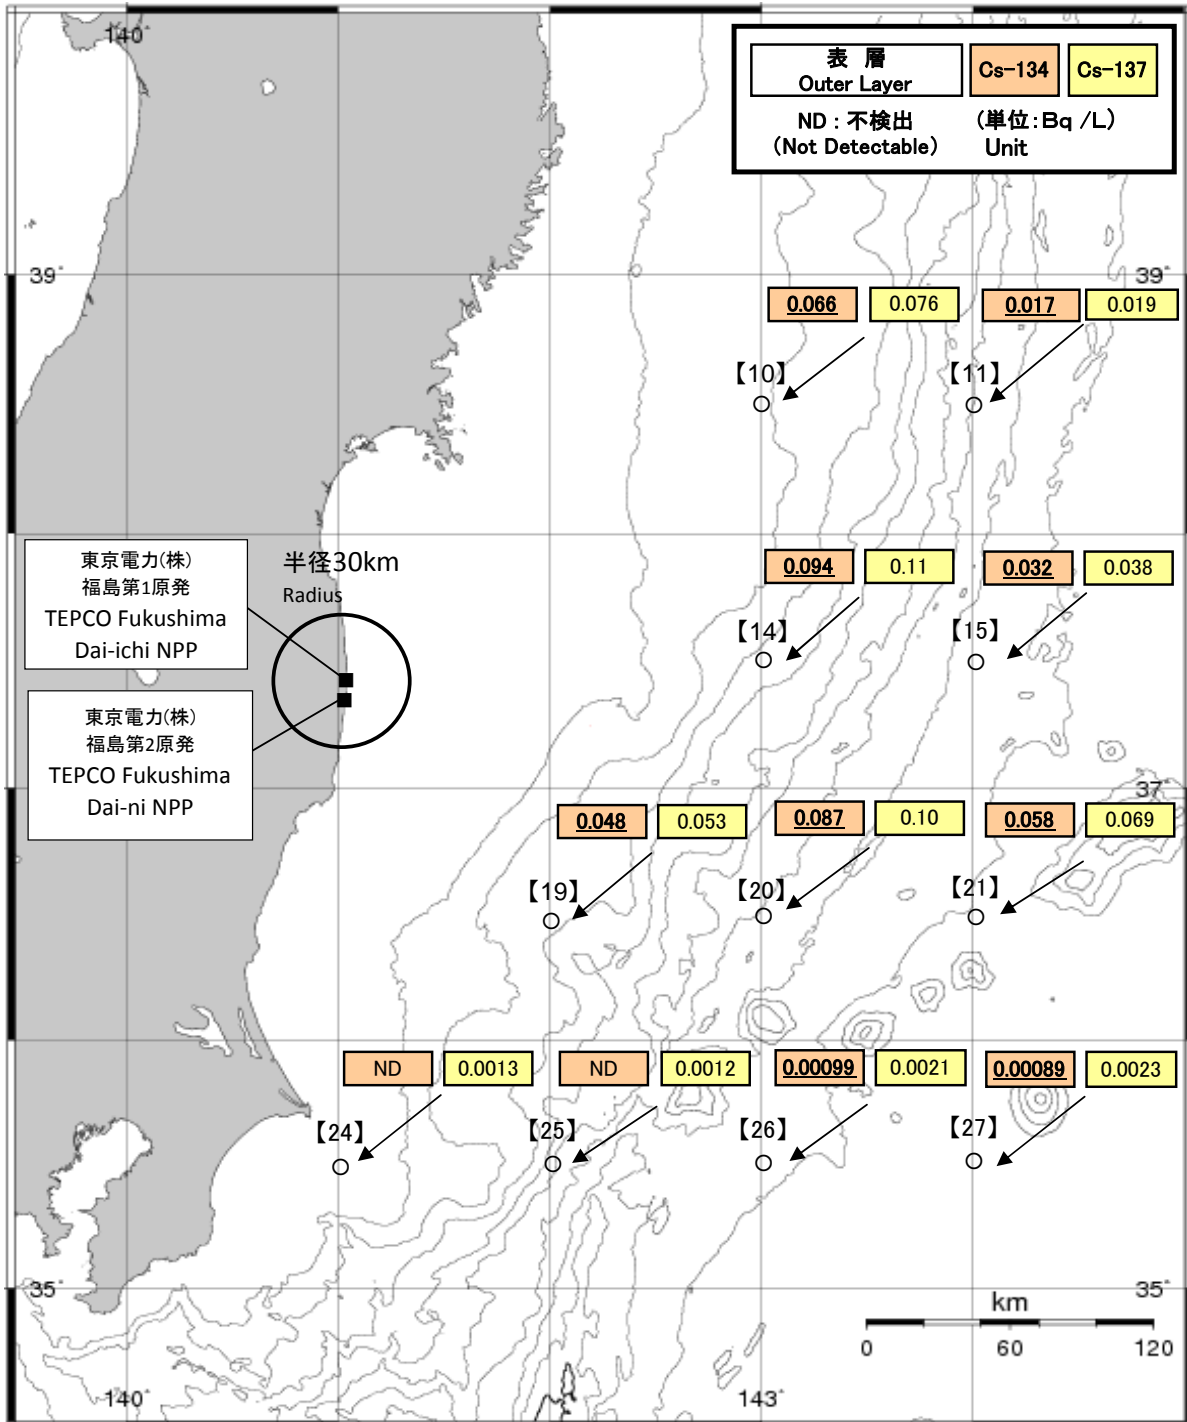 140°
表 層
Outer Layer
Cs-134
Cs-137
ND : 不検出
(単位:Bq /L)
(Not Detectable)
Unit
39°
39°
0.066
0.076
0.017
0.019
【10】
【11】
東京電力(株)
福島第1原発
TEPCO Fukushima
Dai-ichi NPP
半径30km
Radius
0.094
0.11
0.032
0.038
【14】
【15】
東京電力(株)
福島第2原発
TEPCO Fukushima
Dai-ni NPP
37°
0.048
0.053
0.087
0.10
0.058
0.069
【19】
【20】
【21】
ND
0.0013
ND
0.0012
0.00099
0.0021
0.00089
0.0023
【24】
【25】
【26】
【27】
35°
35°
km
0
60
120
140°
143°